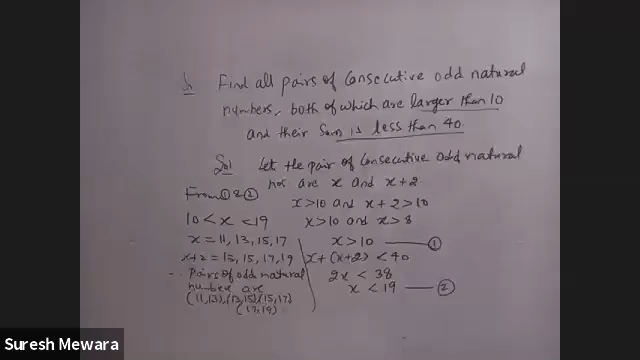 Find all pairs of Consecutive odd natural
numbers, both of which are larger than 10
and their Sum is less than 40.
Sol Let the pair of Consecutive odd natural
nos are x and x+2
x>10 and x+2>10
x>10 and x>8
x>10 —— ①
x+(x+2) < 40
2x < 38
x < 19 —— ②
From ① & ②
10 < x < 19
x = 11, 13, 15, 17
x+2 = 13, 15, 17, 19
∴ Pairs of odd natural
number are
(11,13), (13,15) (15,17)
(17,19)
Suresh Mewara